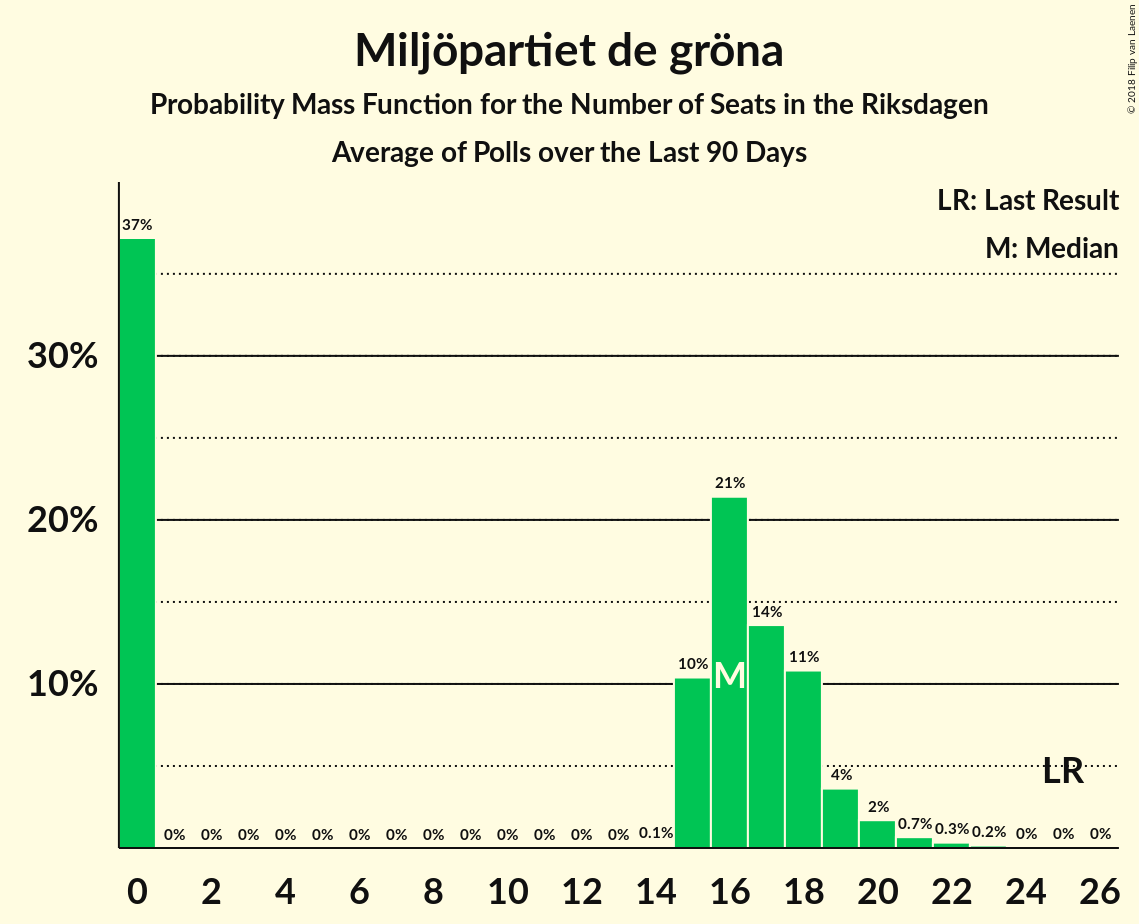 Miljöpartiet de gröna
Probability Mass Function for the Number of Seats in the Riksdagen
Average of Polls over the Last 90 Days
© 2018 Filip van Laenen
LR: Last Result
M: Median
37%
30%
20%
10%
0% 0% 0% 0% 0% 0% 0% 0% 0% 0% 0% 0% 0% 0.1% 10% 21% 14% 11% 4% 2% 0.7% 0.3% 0.2% 0% 0% 0%
M
LR
0 2 4 6 8 10 12 14 16 18 20 22 24 26